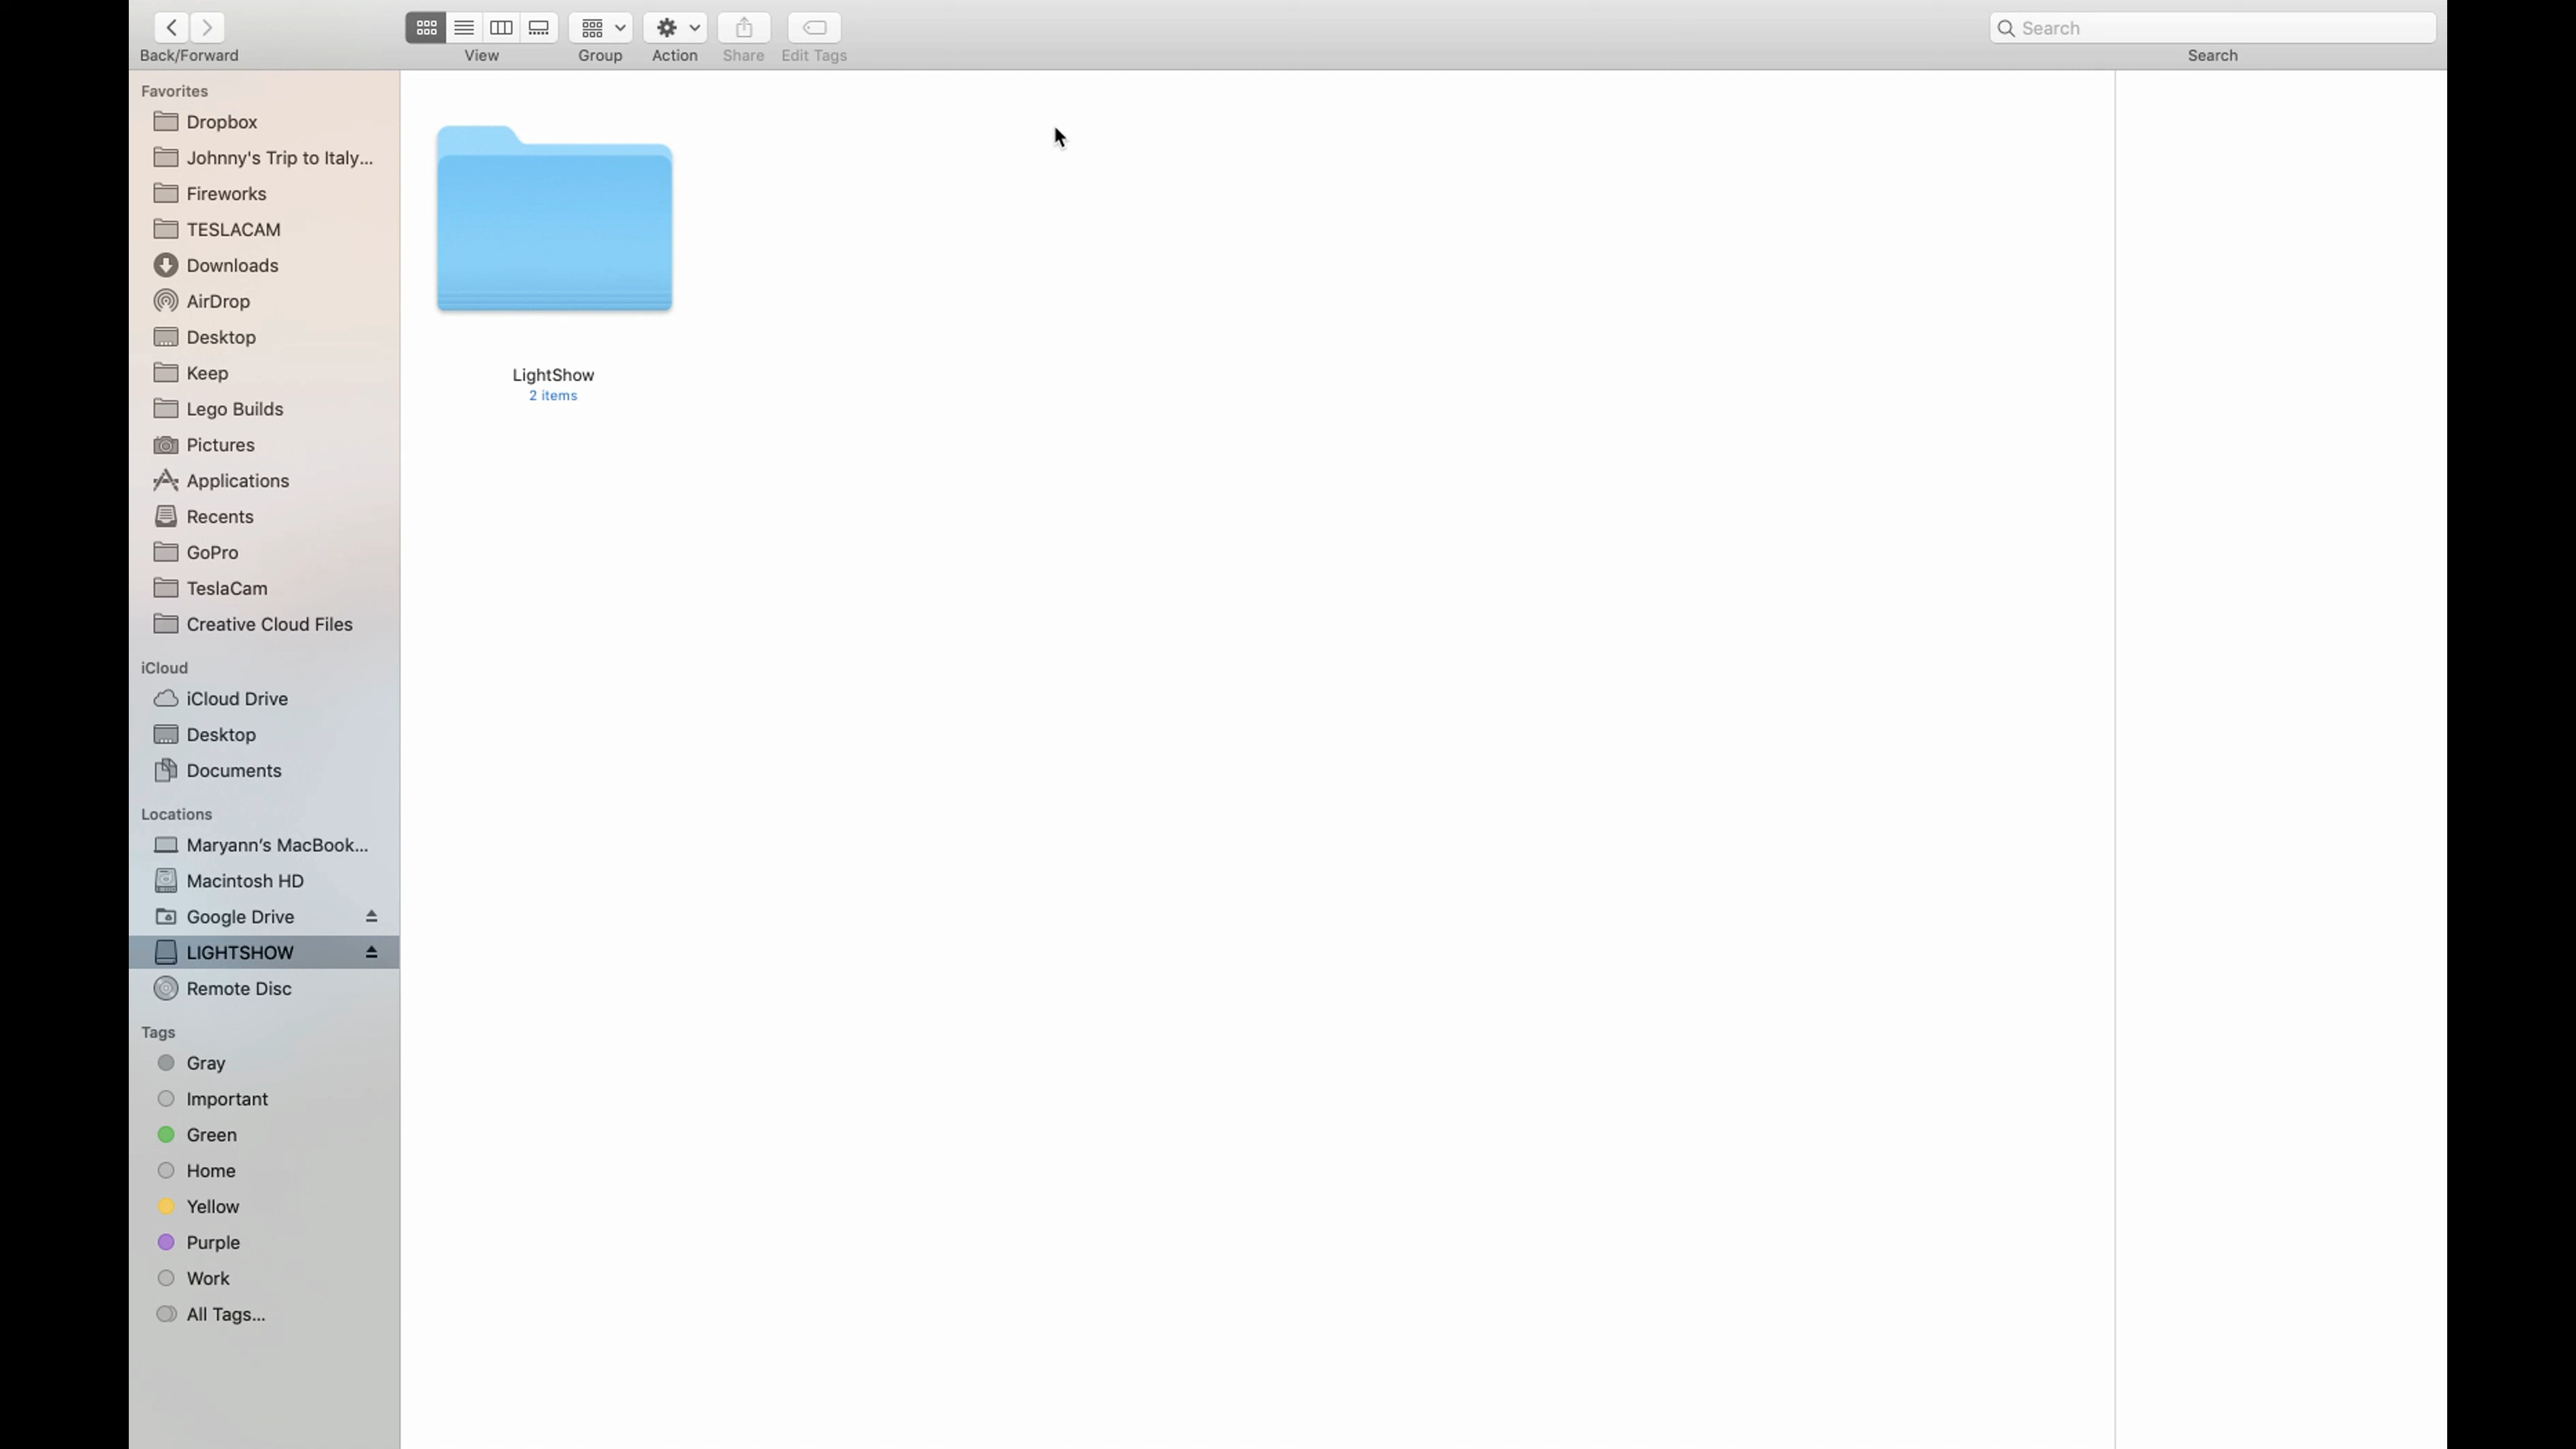 Back/Forward
View
Group
Action
Share
Edit Tags
Search
Search
Favorites
Dropbox
Johnny's Trip to Italy...
Fireworks
TESLACAM
Downloads
AirDrop
Desktop
Keep
Lego Builds
Pictures
Applications
Recents
GoPro
TeslaCam
Creative Cloud Files
iCloud
iCloud Drive
Desktop
Documents
Locations
Maryann’s MacBook...
Macintosh HD
Google Drive
LIGHTSHOW
Remote Disc
Tags
Gray
Important
Green
Home
Yellow
Purple
Work
All Tags...
LightShow
2 items